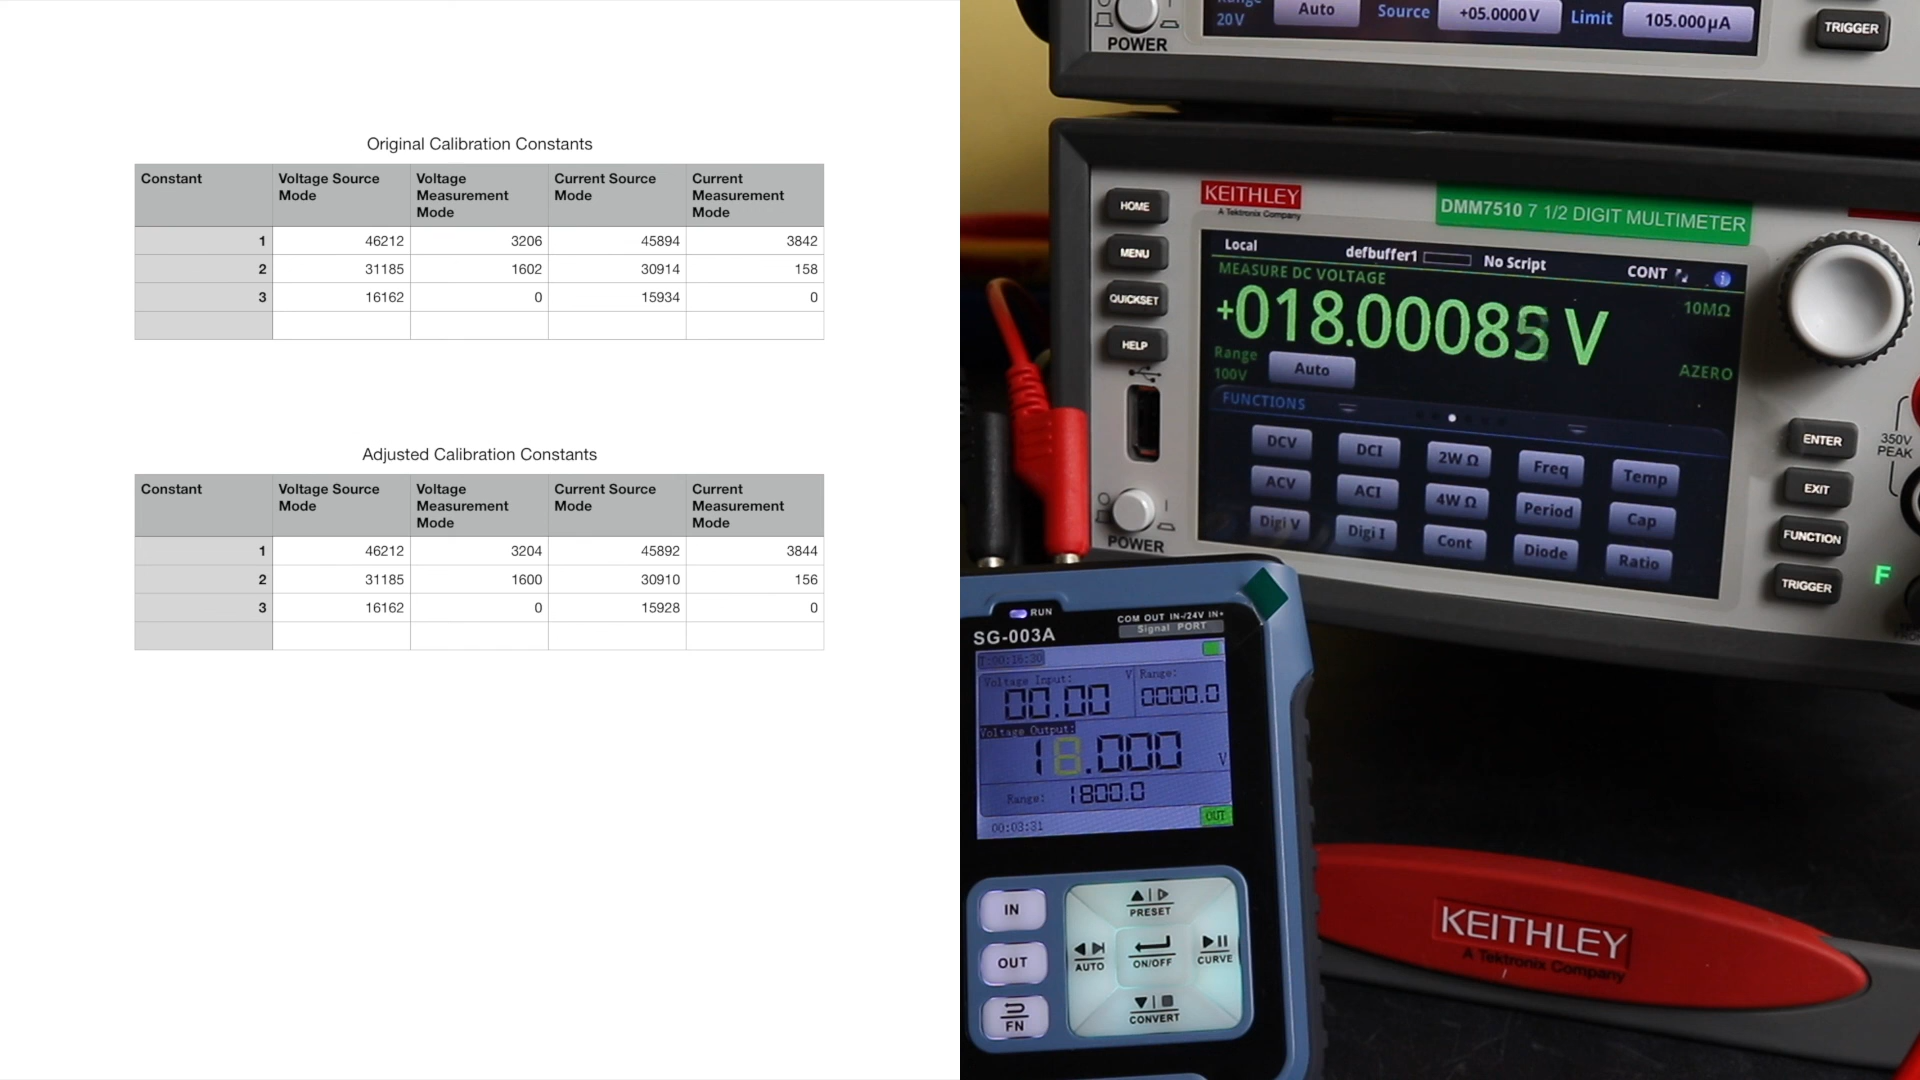 Original Calibration Constants
Constant Voltage Source Mode Voltage Measurement Mode Current Source Mode Current Measurement Mode
1 46212 3206 45894 3842
2 31185 1602 30914 158
3 16162 0 15934 0
Adjusted Calibration Constants
Constant Voltage Source Mode Voltage Measurement Mode Current Source Mode Current Measurement Mode
1 46212 3204 45892 3844
2 31185 1600 30910 156
3 16162 0 15928 0
20V Auto Source +05.0000V Limit 105.000µA
POWER
TRIGGER
KEITHLEY
A Tektronix Company
DMM7510 7 1/2 DIGIT MULTIMETER
HOME
MENU
QUICKSET
HELP
POWER
Local defbuffer1 No Script CONT
MEASURE DC VOLTAGE
+018.00085 V
10MΩ
Range
100V Auto
AZERO
FUNCTIONS
DCV DCI 2W Ω Freq Temp
ACV ACI 4W Ω Period Cap
Digi V Digi I Cont Diode Ratio
ENTER
EXIT
FUNCTION
TRIGGER
350V
PEAK
F
RUN
COM OUT IN-/24V IN+
Signal PORT
SG-003A
T:00:16:30
Voltage Input: V Range:
00.00 0000.0
Voltage Output:
18.000 V
Range: 1800.0
00:03:31 OUT
IN
OUT
FN
PRESET
AUTO
ON/OFF
CURVE
CONVERT
KEITHLEY
A Tektronix Company